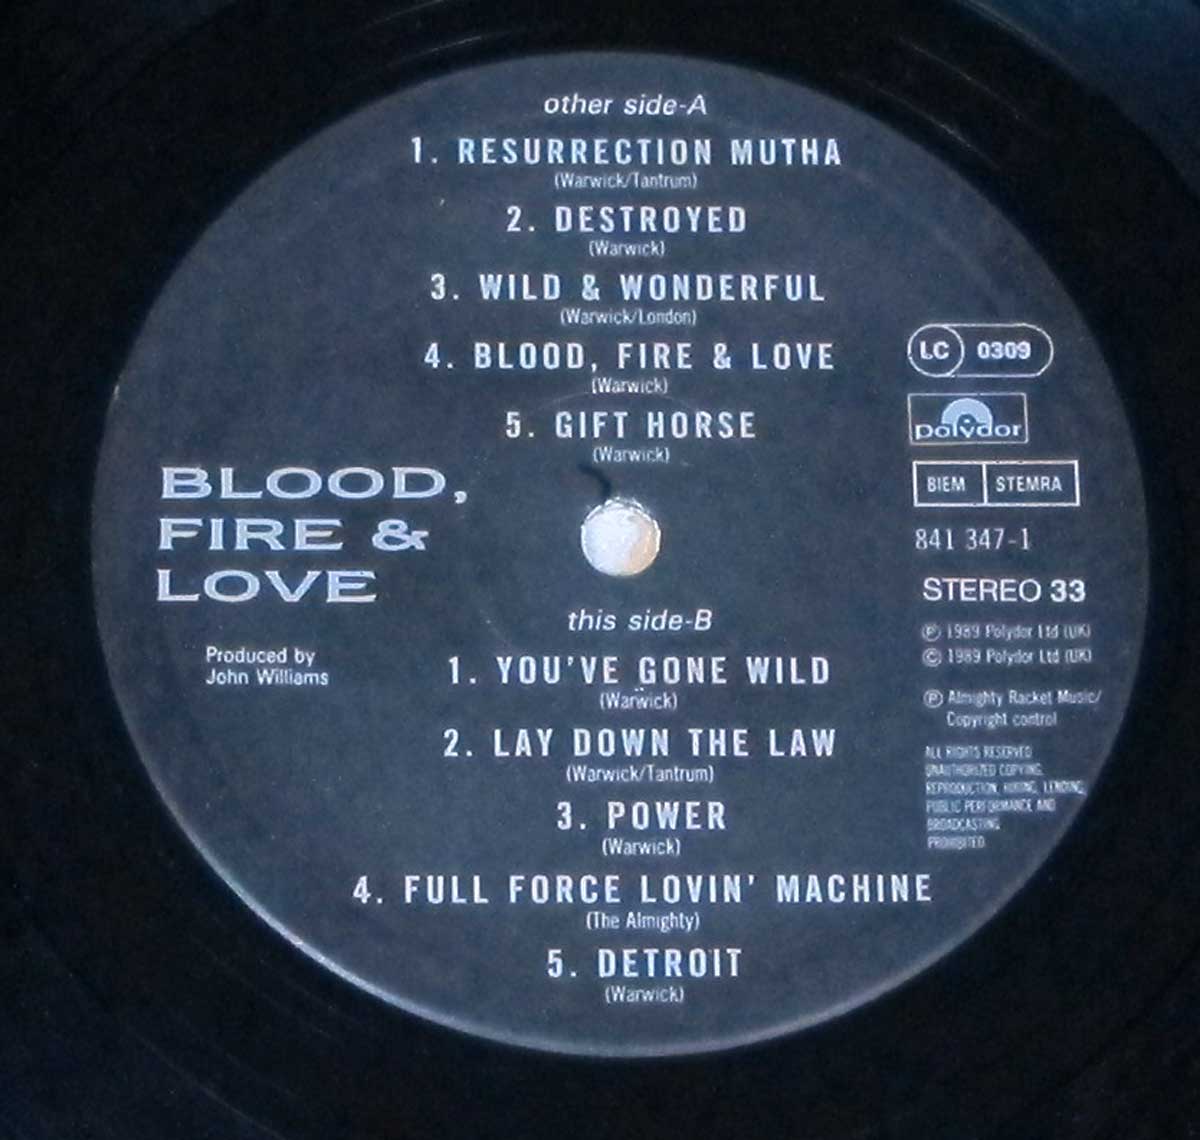 other side-A
1. RESURRECTION MUTHA
(Warwick/Tantrum)
2. DESTROYED
(Warwick)
3. WILD & WONDERFUL
(Warwick/London)
4. BLOOD, FIRE & LOVE
(Warwick)
5. GIFT HORSE
(Warwick)
BLOOD,
FIRE &
LOVE
Produced by
John Williams
this side-B
1. YOU'VE GONE WILD
(Warwick)
2. LAY DOWN THE LAW
(Warwick/Tantrum)
3. POWER
(Warwick)
4. FULL FORCE LOVIN' MACHINE
(The Almighty)
5. DETROIT
(Warwick)
LC 0309
polydor
BIEM STEMRA
841 347-1
STEREO 33
℗ 1989 Polydor Ltd (UK)
© 1989 Polydor Ltd (UK)
℗ Almighty Racket Music/
Copyright control
ALL RIGHTS RESERVED
UNAUTHORIZED COPYING,
REPRODUCTION, HIRING, LENDING,
PUBLIC PERFORMANCE AND
BROADCASTING
PROHIBITED